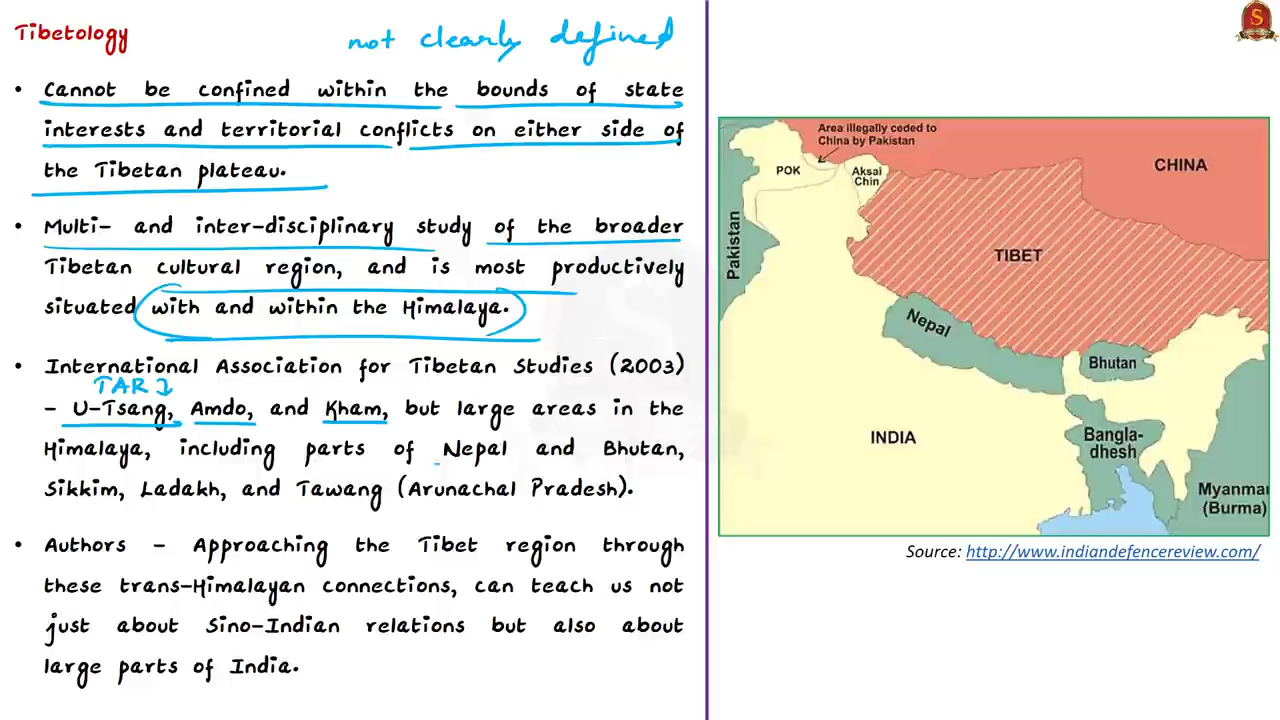 Tibetology
not clearly defined
• Cannot be confined within the bounds of state
interests and territorial conflicts on either side of
the Tibetan plateau.
• Multi- and inter-disciplinary study of the broader
Tibetan cultural region, and is most productively
situated with and within the Himalaya.
• International Association for Tibetan Studies (2003)
TAR
– U-Tsang, Amdo, and Kham, but large areas in the
Himalaya, including parts of Nepal and Bhutan,
Sikkim, Ladakh, and Tawang (Arunachal Pradesh).
• Authors – Approaching the Tibet region through
these trans-Himalayan connections, can teach us not
just about Sino-Indian relations but also about
large parts of India.
Area illegally ceded to
China by Pakistan
POK
Aksai
Chin
CHINA
Pakistan
TIBET
Nepal
Bhutan
INDIA
Bangla-
desh
Myanmar
(Burma)
Source: http://www.indiandefencereview.com/